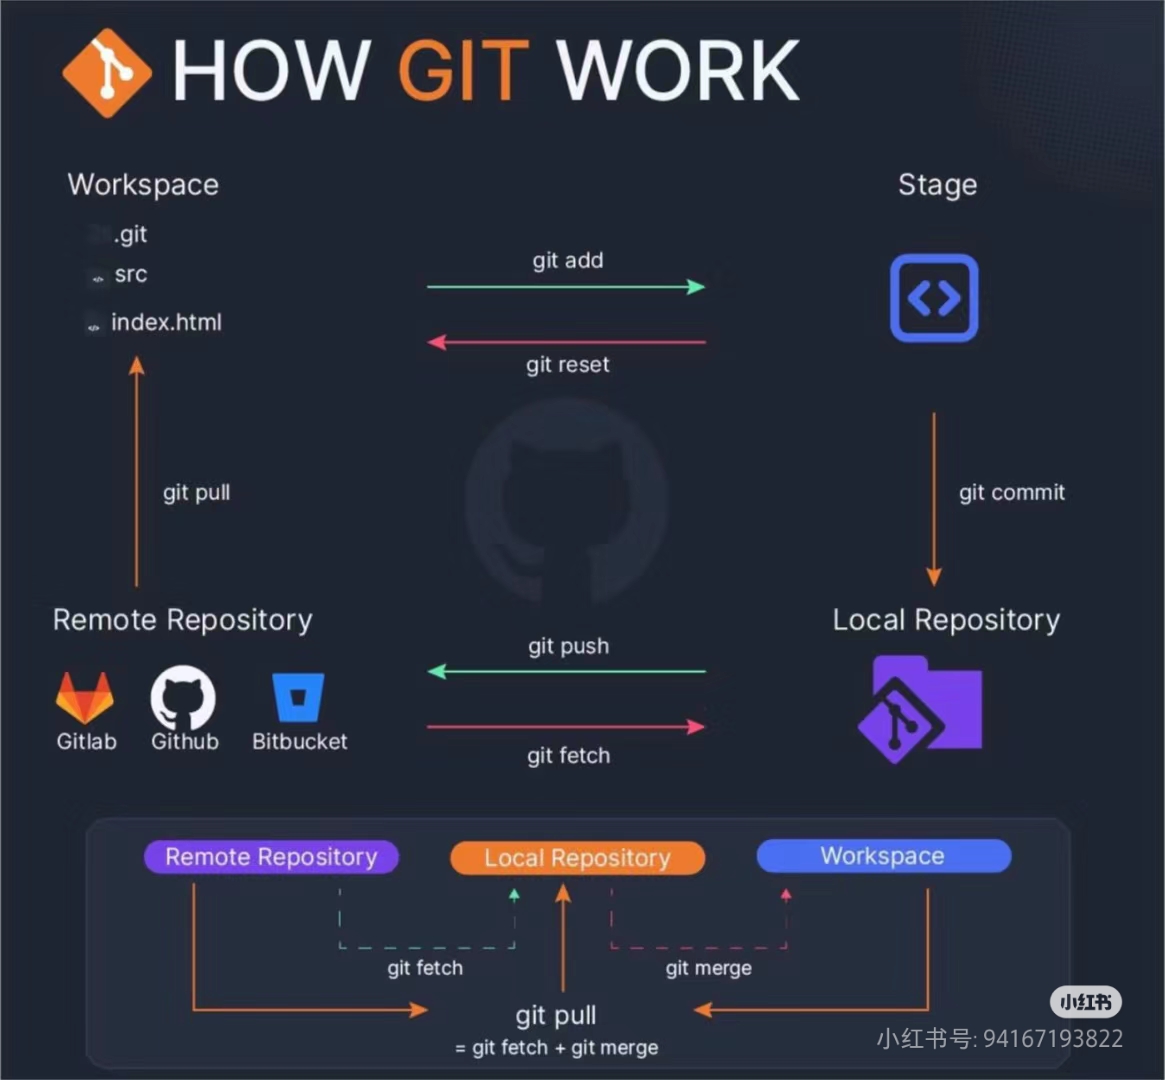 HOW GIT WORK
Workspace
Stage
.git
src
index.html
git add
git reset
git pull
git commit
Remote Repository
Local Repository
git push
git fetch
Gitlab
Github
Bitbucket
Remote Repository
Local Repository
Workspace
git fetch
git merge
git pull
= git fetch + git merge
小红书
小红书号: 94167193822